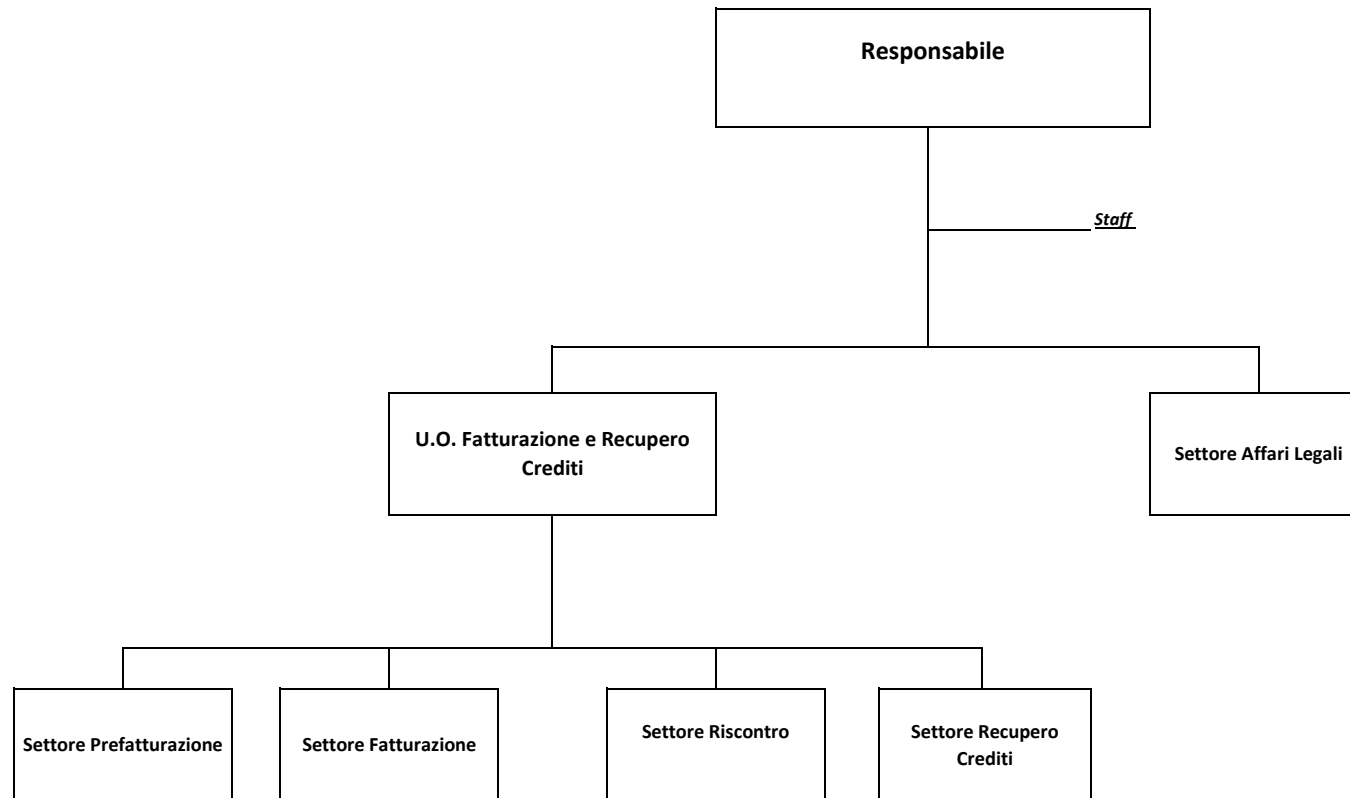 Responsabile
Staff
U.O. Fatturazione e Recupero
Crediti
Settore Affari Legali
Settore Prefatturazione
Settore Fatturazione
Settore Riscontro
Settore Recupero
Crediti